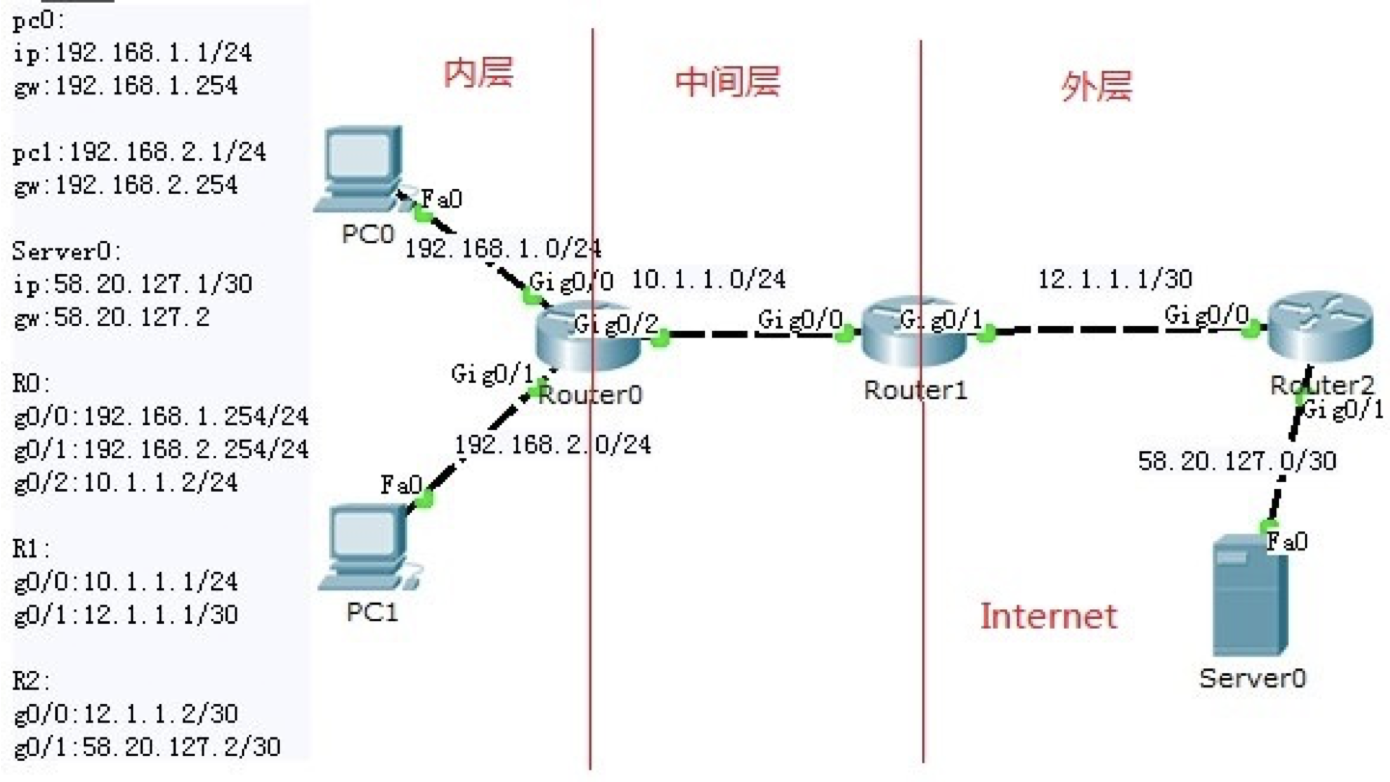 pc0:
ip:192.168.1.1/24
gw:192.168.1.254
pc1:192.168.2.1/24
gw:192.168.2.254
Server0:
ip:58.20.127.1/30
gw:58.20.127.2
R0:
g0/0:192.168.1.254/24
g0/1:192.168.2.254/24
g0/2:10.1.1.2/24
R1:
g0/0:10.1.1.1/24
g0/1:12.1.1.1/30
R2:
g0/0:12.1.1.2/30
g0/1:58.20.127.2/30
内层
中间层
外层
Fa0
PC0
192.168.1.0/24
Gig0/0
10.1.1.0/24
12.1.1.1/30
Gig0/2
Gig0/0
Gig0/1
Gig0/0
Gig0/1
Router0
Router1
Router2
Gig0/1
192.168.2.0/24
58.20.127.0/30
Fa0
Fa0
PC1
Internet
Server0